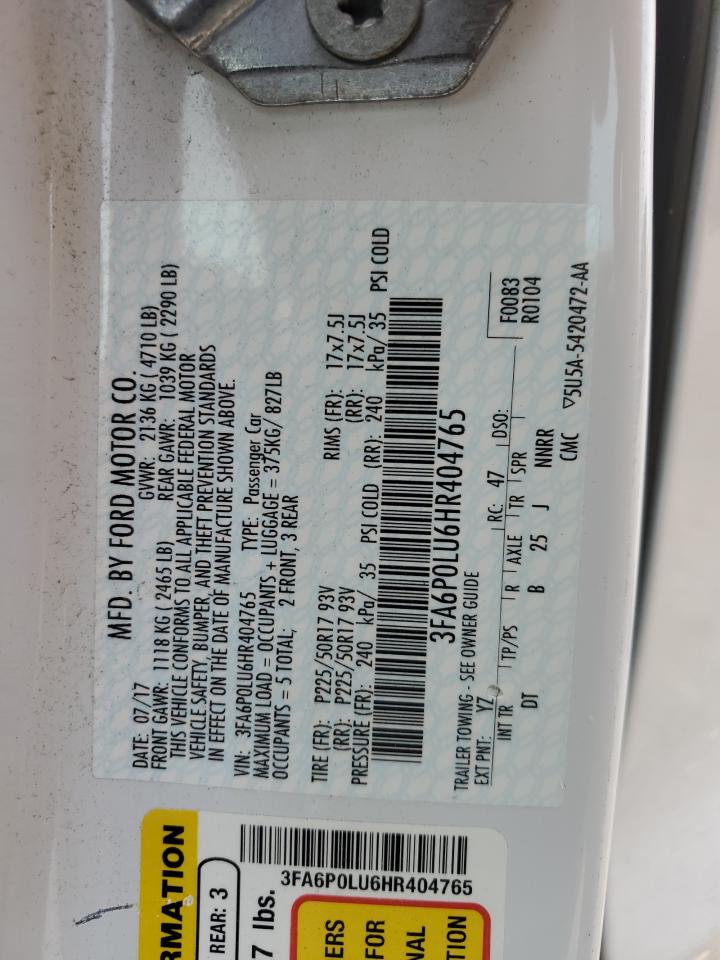 MFD. BY FORD MOTOR CO.
DATE: 07/17 GVWR: 2136 KG ( 4710 LB)
FRONT GAWR: 1118 KG ( 2465 LB) REAR GAWR: 1039 KG ( 2290 LB)
THIS VEHICLE CONFORMS TO ALL APPLICABLE FEDERAL MOTOR
VEHICLE SAFETY, BUMPER, AND THEFT PREVENTION STANDARDS
IN EFFECT ON THE DATE OF MANUFACTURE SHOWN ABOVE.
VIN: 3FA6P0LU6HR404765 TYPE: Passenger Car
MAXIMUM LOAD = OCCUPANTS + LUGGAGE = 375KG/ 827LB
OCCUPANTS = 5 TOTAL; 2 FRONT, 3 REAR
TIRE (FR): P225/50R17 93V RIMS (FR): 17x7.5J
(RR): P225/50R17 93V (RR): 17x7.5J
PRESSURE (FR): 240 kPa/ 35 PSI COLD (RR): 240 kPa/ 35 PSI COLD
3FA6P0LU6HR404765
TRAILER TOWING - SEE OWNER GUIDE
EXT PNT: YZ RC: 47 DSO: F0083
INT TR TP/PS R AXLE TR SPR R0104
DT B 25 J NNRR
CMC ▽5U5A-5420472-AA
RMATION
REAR: 3
7 lbs.
3FA6P0LU6HR404765
ERS
FOR
NAL
TION